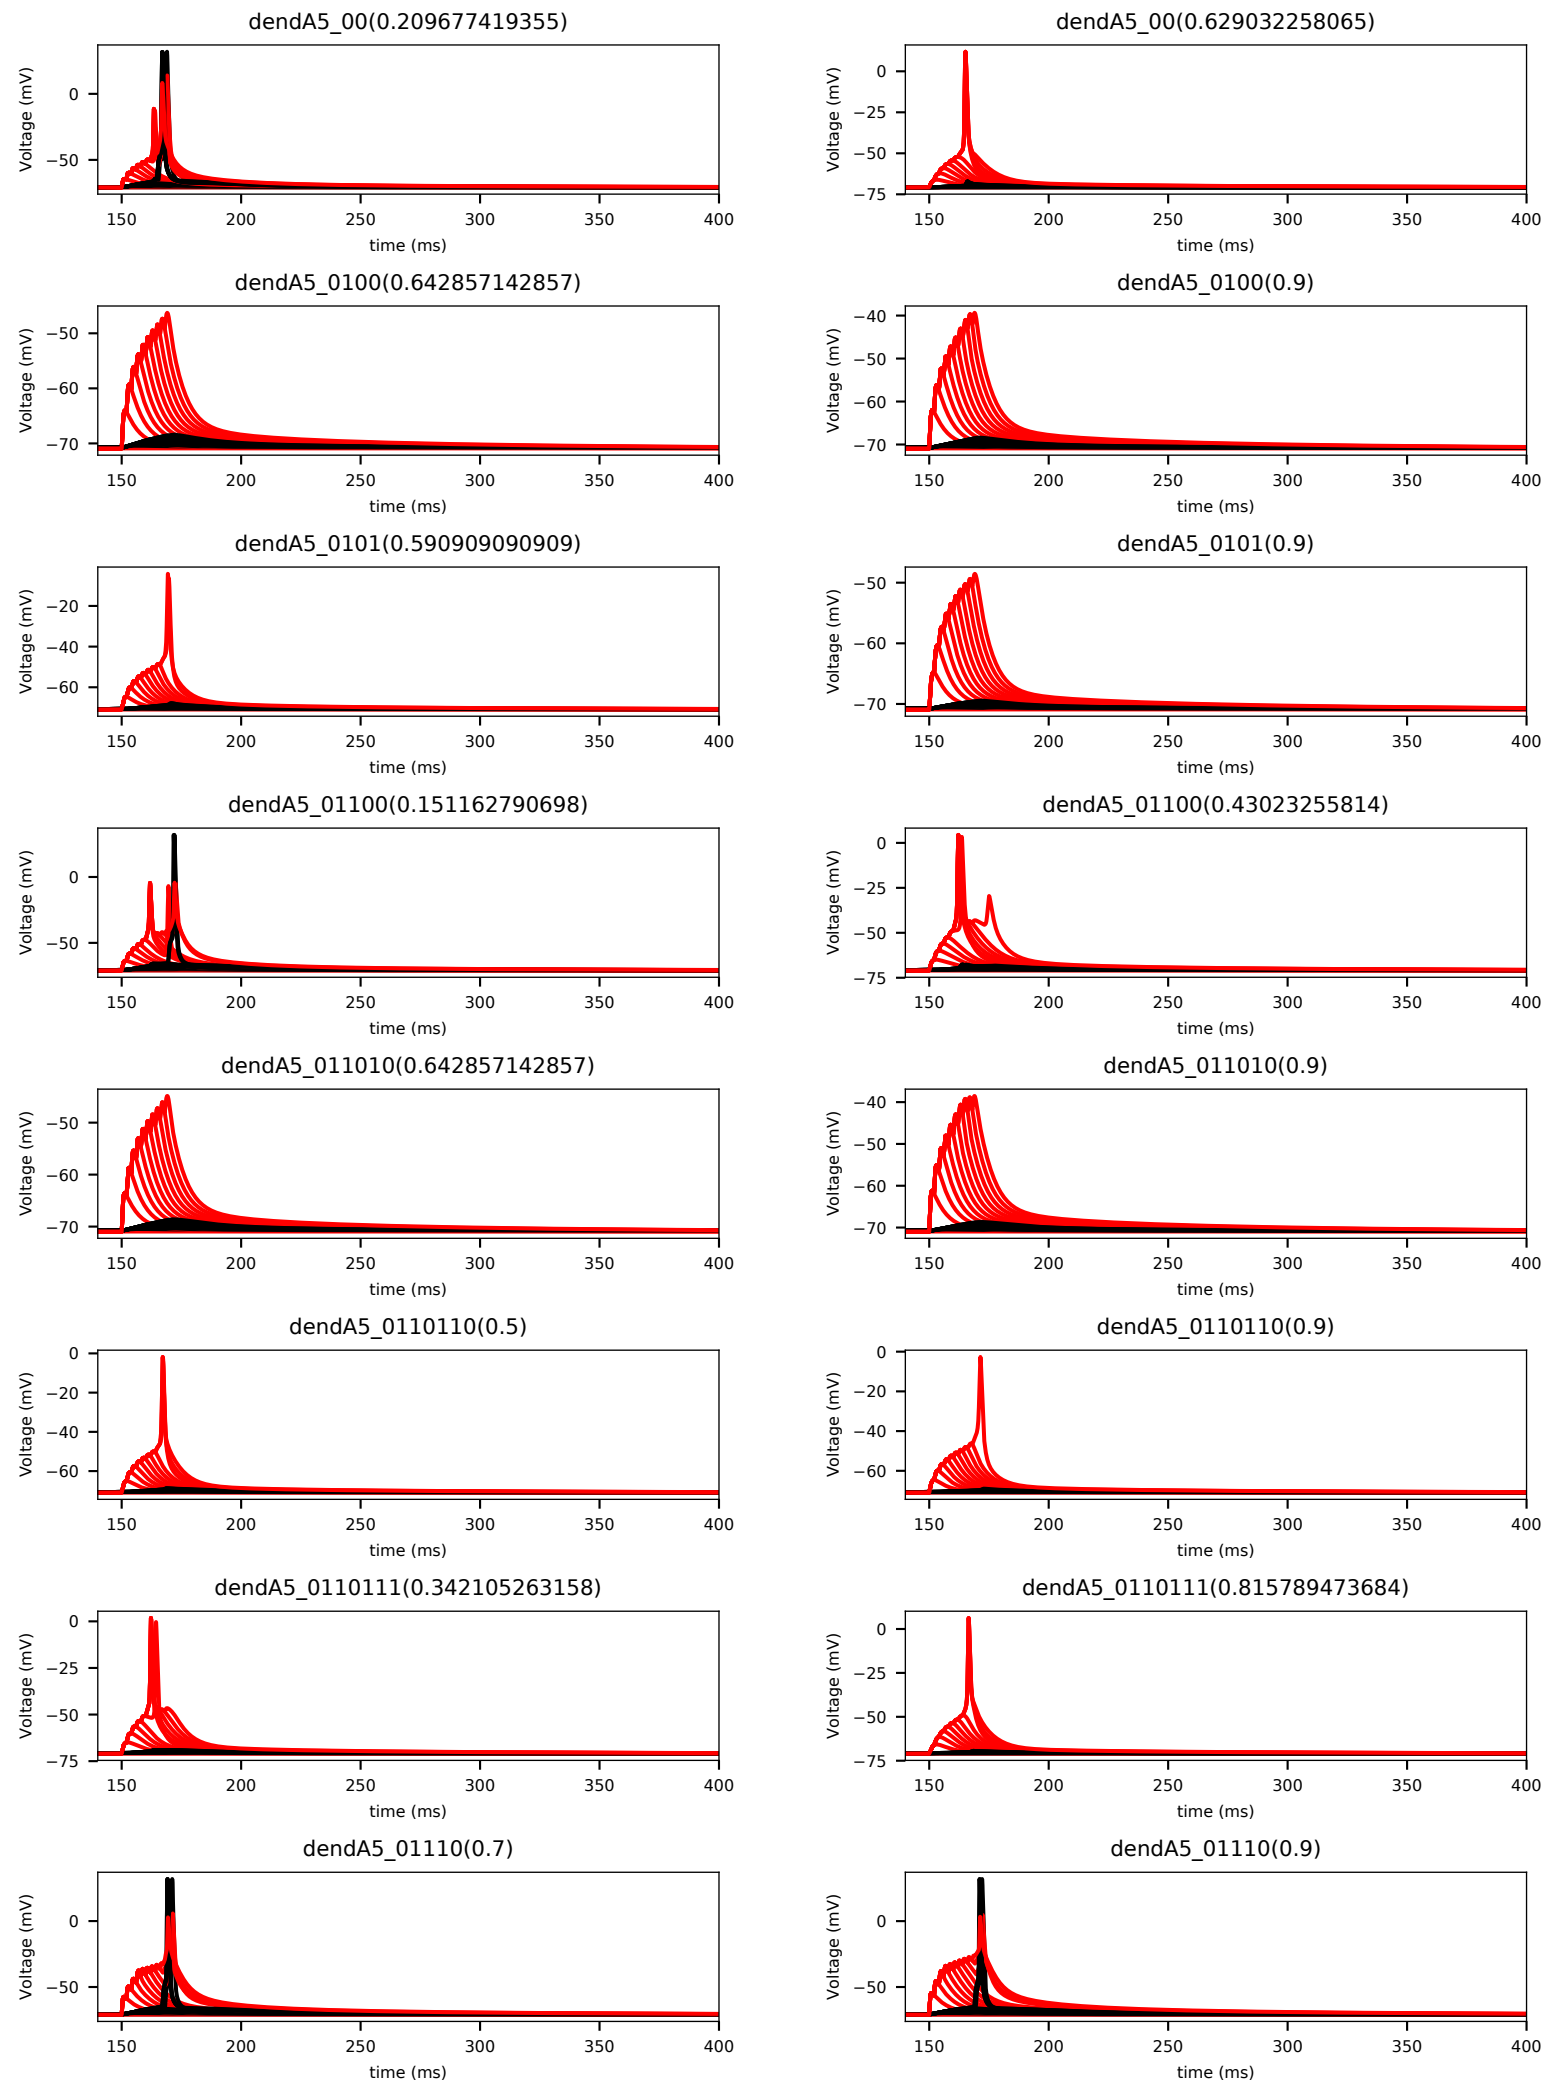 dendA5_00(0.209677419355)
Voltage (mV)
0
−50
150 200 250 300 350 400
time (ms)
dendA5_00(0.629032258065)
Voltage (mV)
0
−25
−50
−75
150 200 250 300 350 400
time (ms)
dendA5_0100(0.642857142857)
Voltage (mV)
−50
−60
−70
150 200 250 300 350 400
time (ms)
dendA5_0100(0.9)
Voltage (mV)
−40
−50
−60
−70
150 200 250 300 350 400
time (ms)
dendA5_0101(0.590909090909)
Voltage (mV)
−20
−40
−60
150 200 250 300 350 400
time (ms)
dendA5_0101(0.9)
Voltage (mV)
−50
−60
−70
150 200 250 300 350 400
time (ms)
dendA5_01100(0.151162790698)
Voltage (mV)
0
−50
150 200 250 300 350 400
time (ms)
dendA5_01100(0.43023255814)
Voltage (mV)
0
−25
−50
−75
150 200 250 300 350 400
time (ms)
dendA5_011010(0.642857142857)
Voltage (mV)
−50
−60
−70
150 200 250 300 350 400
time (ms)
dendA5_011010(0.9)
Voltage (mV)
−40
−50
−60
−70
150 200 250 300 350 400
time (ms)
dendA5_0110110(0.5)
Voltage (mV)
0
−20
−40
−60
150 200 250 300 350 400
time (ms)
dendA5_0110110(0.9)
Voltage (mV)
0
−20
−40
−60
150 200 250 300 350 400
time (ms)
dendA5_0110111(0.342105263158)
Voltage (mV)
0
−25
−50
−75
150 200 250 300 350 400
time (ms)
dendA5_0110111(0.815789473684)
Voltage (mV)
0
−25
−50
−75
150 200 250 300 350 400
time (ms)
dendA5_01110(0.7)
Voltage (mV)
0
−50
150 200 250 300 350 400
time (ms)
dendA5_01110(0.9)
Voltage (mV)
0
−50
150 200 250 300 350 400
time (ms)